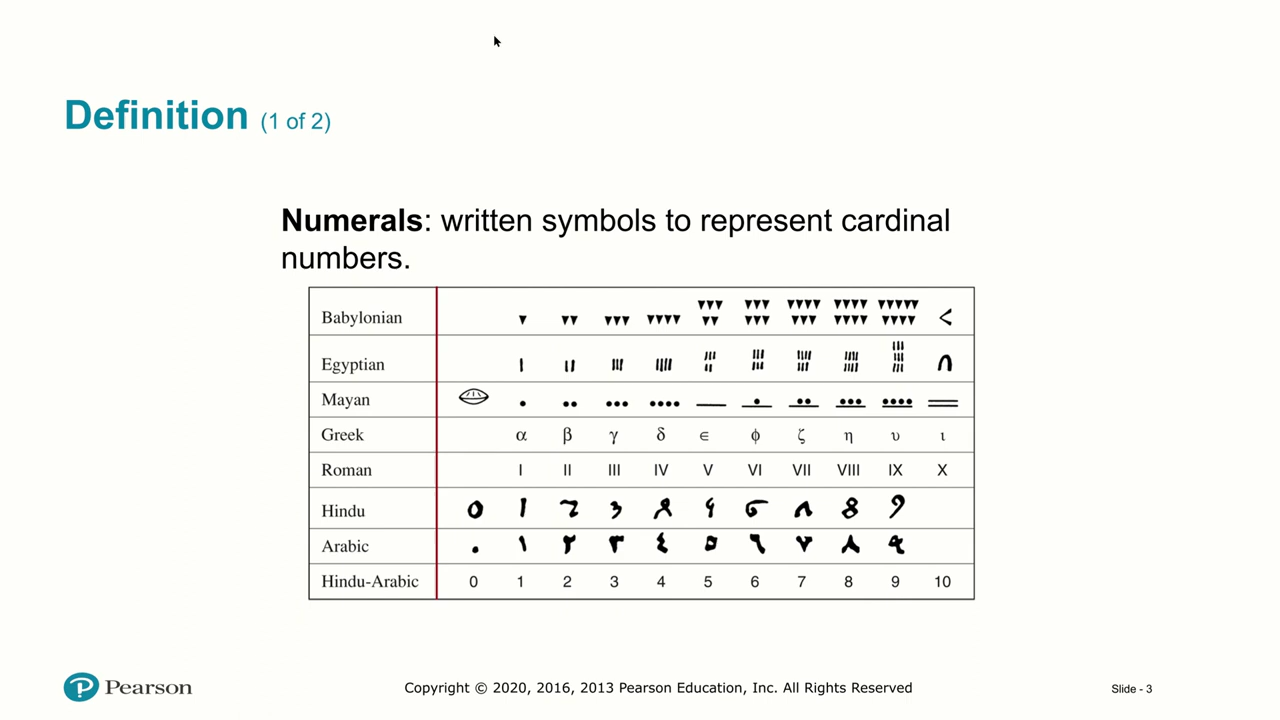 Definition (1 of 2)
Numerals: written symbols to represent cardinal
numbers.
Babylonian
Egyptian
Mayan
Greek α β γ δ ϵ ϕ ζ η υ ι
Roman I II III IV V VI VII VIII IX X
Hindu
Arabic ٠ ١ ٢ ٣ ٤ ٥ ٦ ٧ ٨ ٩
Hindu-Arabic 0 1 2 3 4 5 6 7 8 9 10
Pearson
Copyright © 2020, 2016, 2013 Pearson Education, Inc. All Rights Reserved
Slide - 3